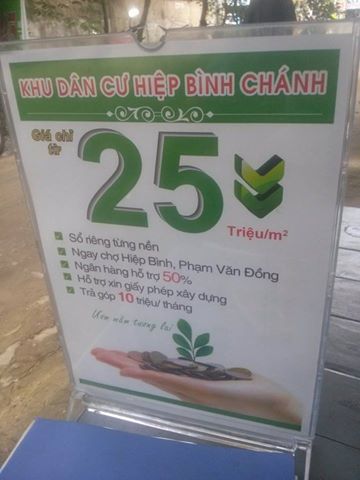 KHU DÂN CƯ HIỆP BÌNH CHÁNH
Giá chỉ
từ
25
Triệu/m²
Sổ riêng từng nền
Ngay chợ Hiệp Bình, Phạm Văn Đồng
Ngân hàng hỗ trợ 50%
Hỗ trợ xin giấy phép xây dựng
Trả góp 10 triệu/ tháng
Ươm mầm tương lai